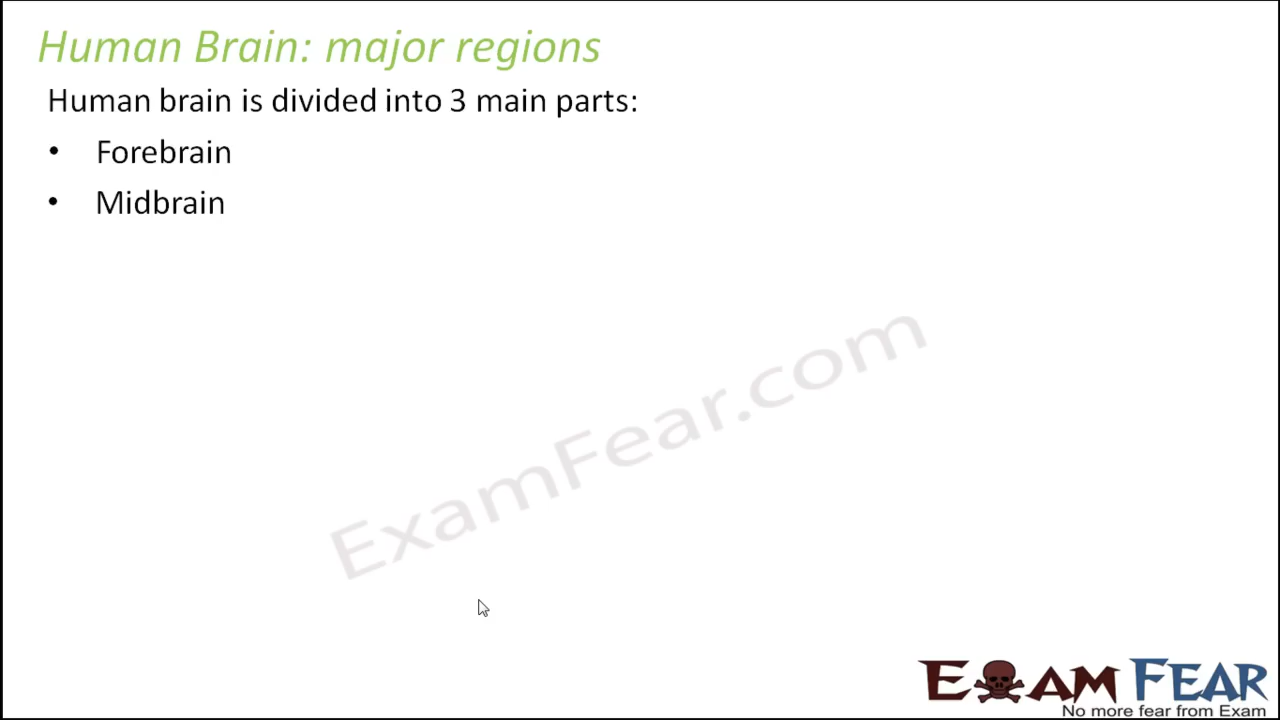 Human Brain: major regions
Human brain is divided into 3 main parts:
• Forebrain
• Midbrain
ExamFear.com
EXAM FEAR
No more fear from Exam